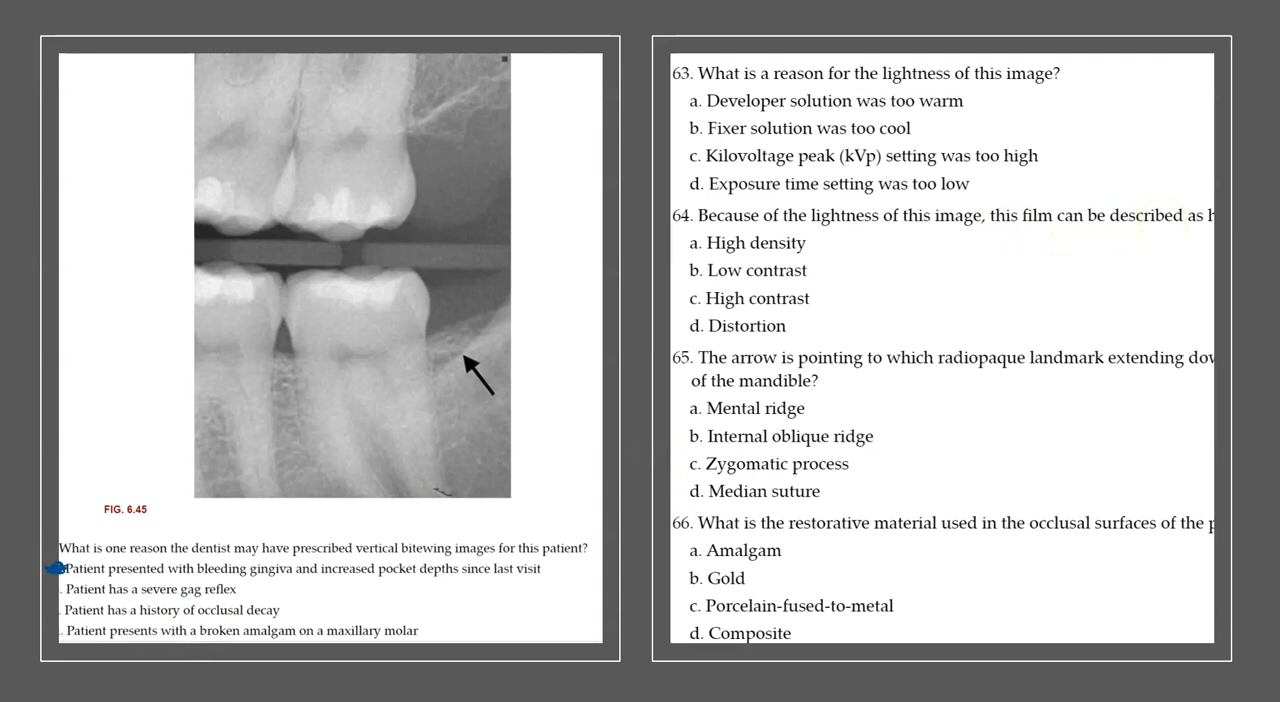 FIG. 6.45
What is one reason the dentist may have prescribed vertical bitewing images for this patient?
Patient presented with bleeding gingiva and increased pocket depths since last visit
. Patient has a severe gag reflex
. Patient has a history of occlusal decay
. Patient presents with a broken amalgam on a maxillary molar
63. What is a reason for the lightness of this image?
a. Developer solution was too warm
b. Fixer solution was too cool
c. Kilovoltage peak (kVp) setting was too high
d. Exposure time setting was too low
64. Because of the lightness of this image, this film can be described as h
a. High density
b. Low contrast
c. High contrast
d. Distortion
65. The arrow is pointing to which radiopaque landmark extending dow
of the mandible?
a. Mental ridge
b. Internal oblique ridge
c. Zygomatic process
d. Median suture
66. What is the restorative material used in the occlusal surfaces of the p
a. Amalgam
b. Gold
c. Porcelain-fused-to-metal
d. Composite